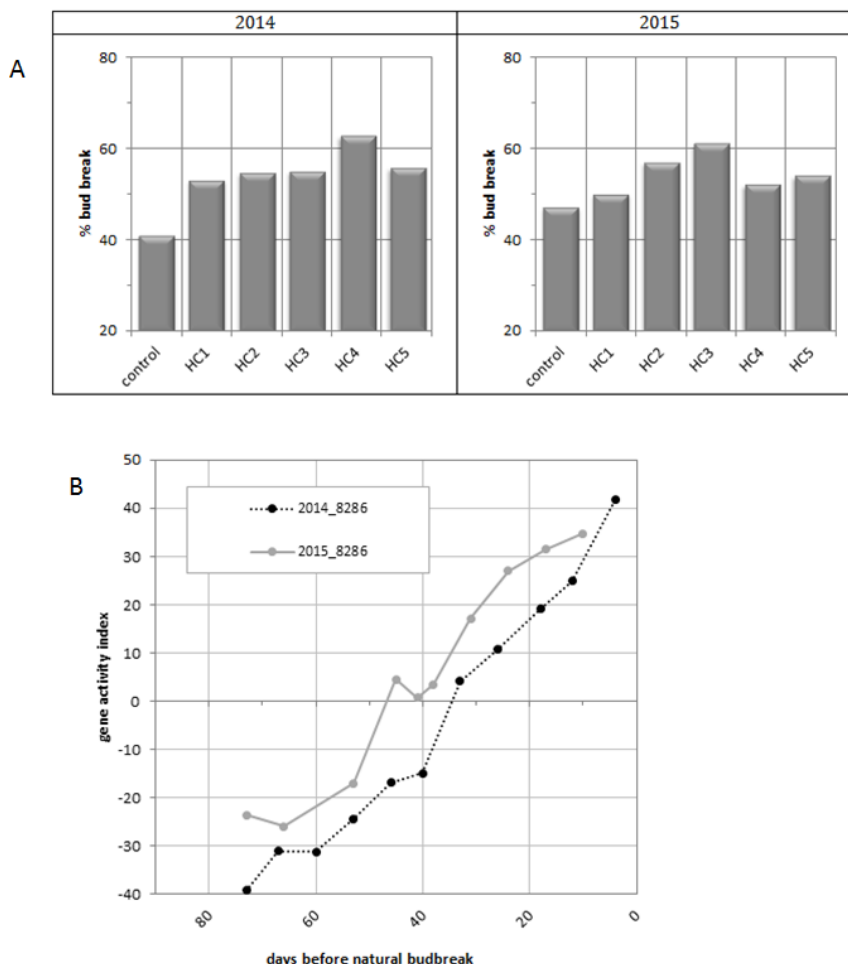 2014 2015
A
80
60
40
20
% bud break
control HC1 HC2 HC3 HC4 HC5
80
60
40
20
% bud break
control HC1 HC2 HC3 HC4 HC5
B
50
40
30
20
10
0
-10
-20
-30
-40
gene activity index
2014_8286
2015_8286
80 60 40 20 0
days before natural budbreak